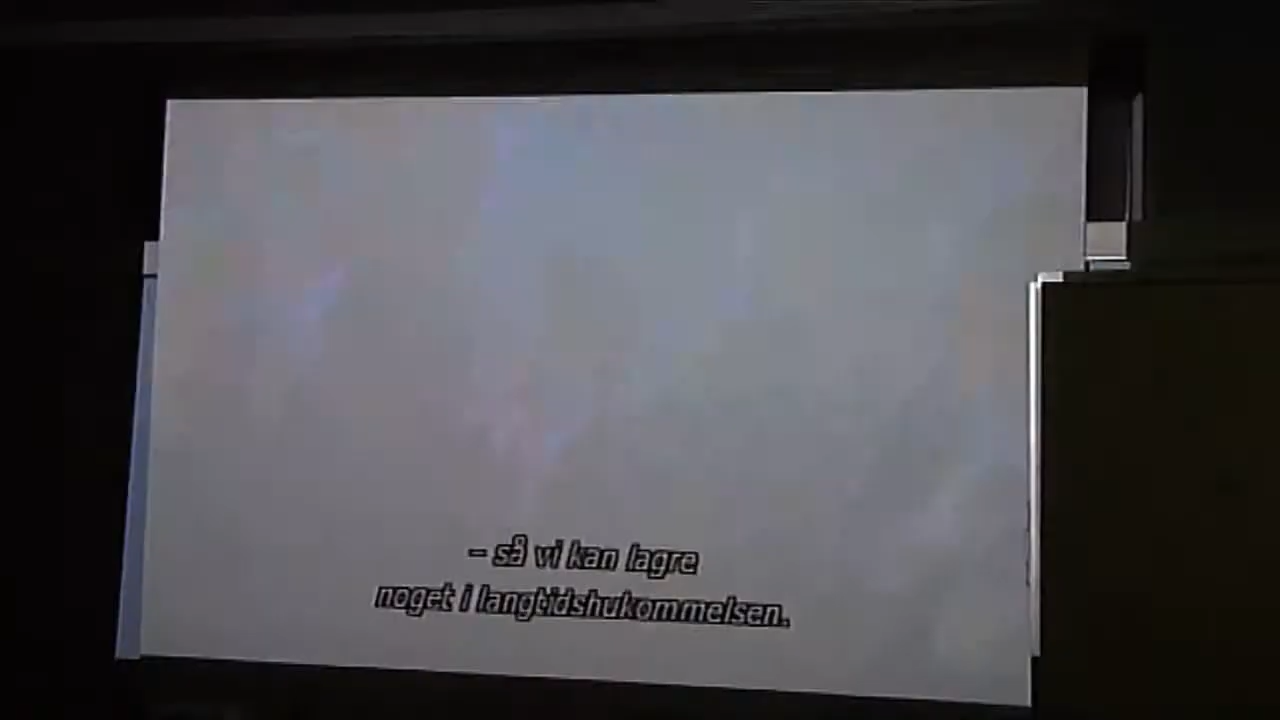 – så vi kan lagre
noget i langtidshukommelsen.